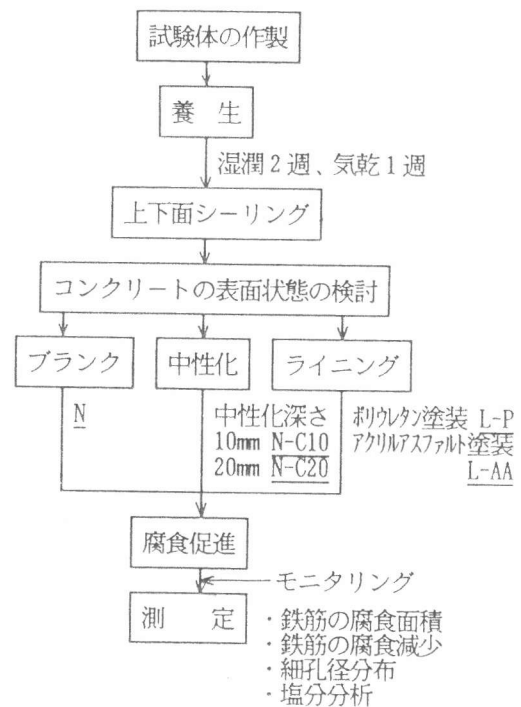 試験体の作製
養 生
湿潤2週、気乾1週
上下面シーリング
コンクリートの表面状態の検討
ブランク
中性化
ライニング
N
中性化深さ
10mm N-C10
20mm N-C20
ポリウレタン塗装 L-P
アクリルアスファルト塗装
L-AA
腐食促進
モニタリング
測 定
・鉄筋の腐食面積
・鉄筋の腐食減少
・細孔径分布
・塩分分析